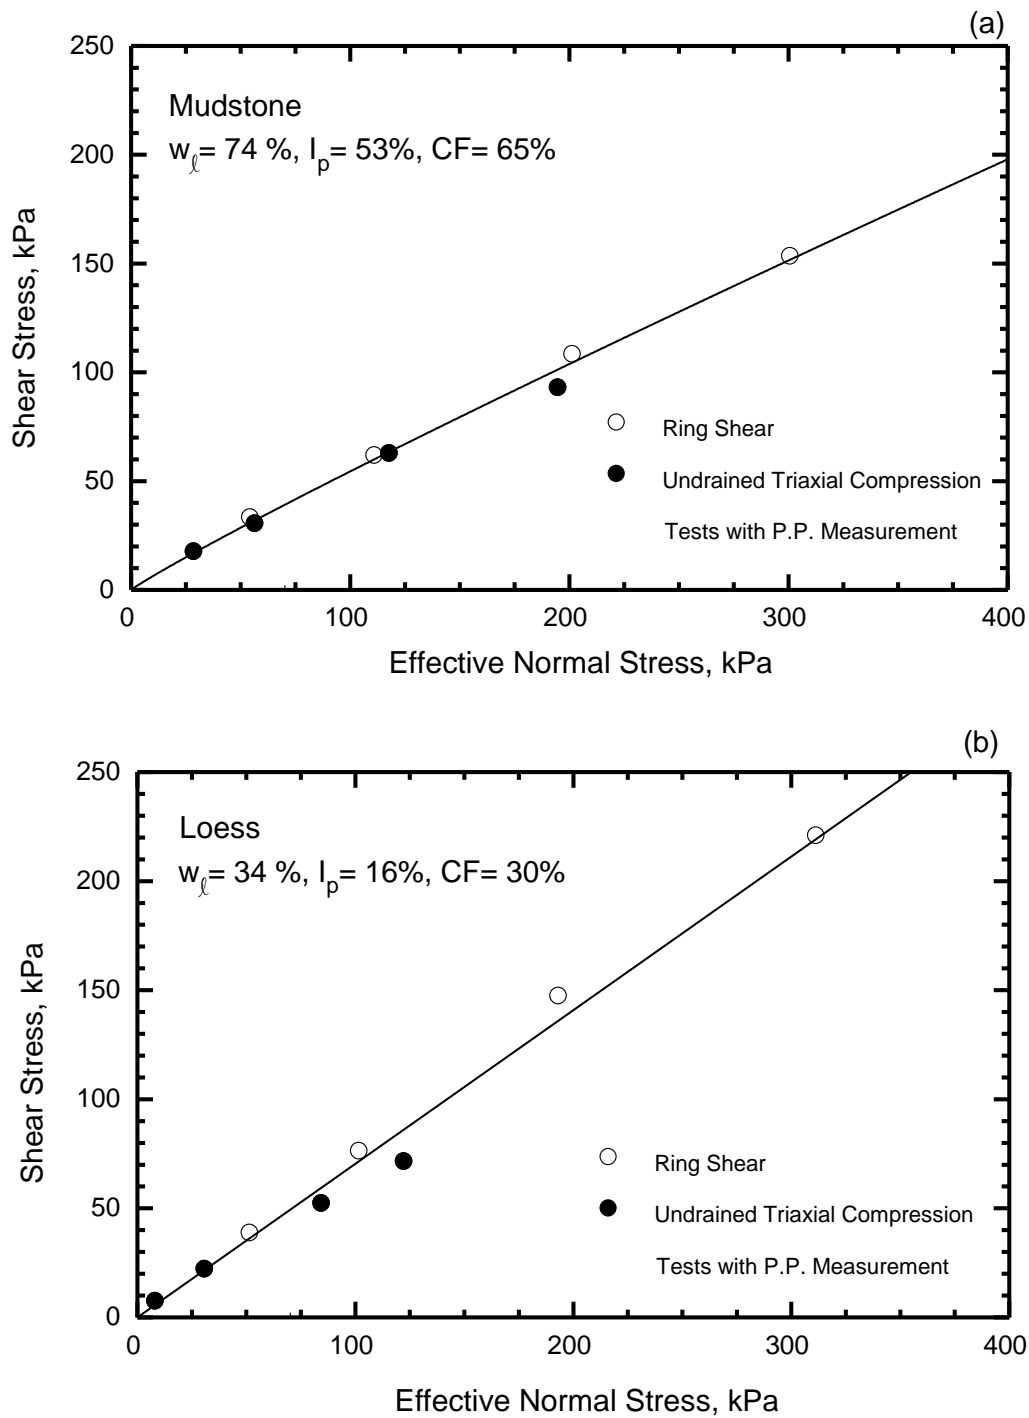 (a)
250
200
150
100
50
0
Shear Stress, kPa
Mudstone
wℓ= 74 %, Ip= 53%, CF= 65%
Ring Shear
Undrained Triaxial Compression
Tests with P.P. Measurement
0 100 200 300 400
Effective Normal Stress, kPa
(b)
250
200
150
100
50
0
Shear Stress, kPa
Loess
wℓ= 34 %, Ip= 16%, CF= 30%
Ring Shear
Undrained Triaxial Compression
Tests with P.P. Measurement
0 100 200 300 400
Effective Normal Stress, kPa